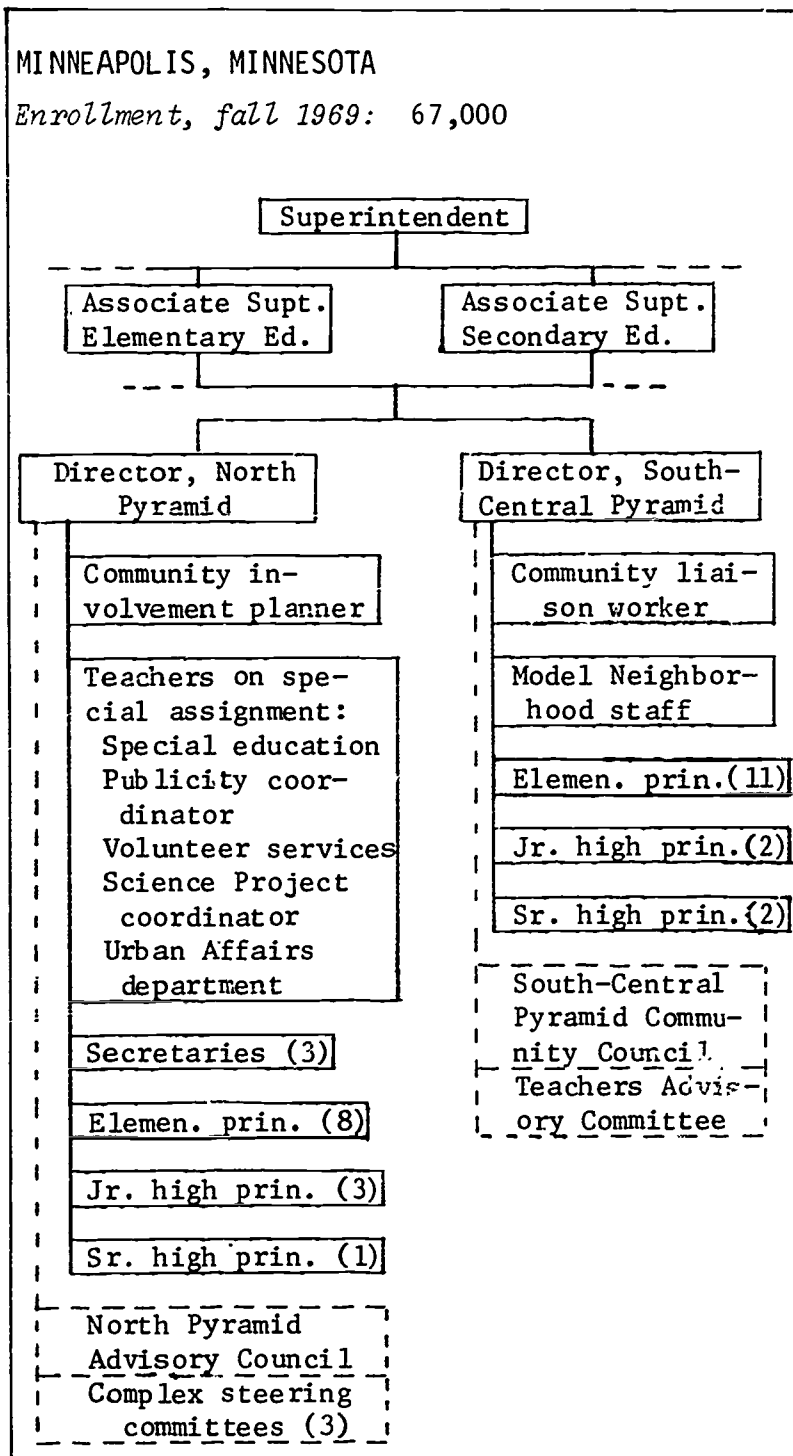 MINNEAPOLIS, MINNESOTA
Enrollment, fall 1969: 67,000
Superintendent
Associate Supt.
Elementary Ed.
Associate Supt.
Secondary Ed.
Director, North
Pyramid
Community in-
volvement planner
Teachers on spe-
cial assignment:
Special education
Publicity coor-
dinator
Volunteer services
Science Project
coordinator
Urban Affairs
department
Secretaries (3)
Elemen. prin. (8)
Jr. high prin. (3)
Sr. high prin. (1)
North Pyramid
Advisory Council
Complex steering
committees (3)
Director, South-
Central Pyramid
Community liai-
son worker
Model Neighbor-
hood staff
Elemen. prin.(11)
Jr. high prin.(2)
Sr. high prin.(2)
South-Central
Pyramid Commu-
nity Council
Teachers Advis-
ory Committee